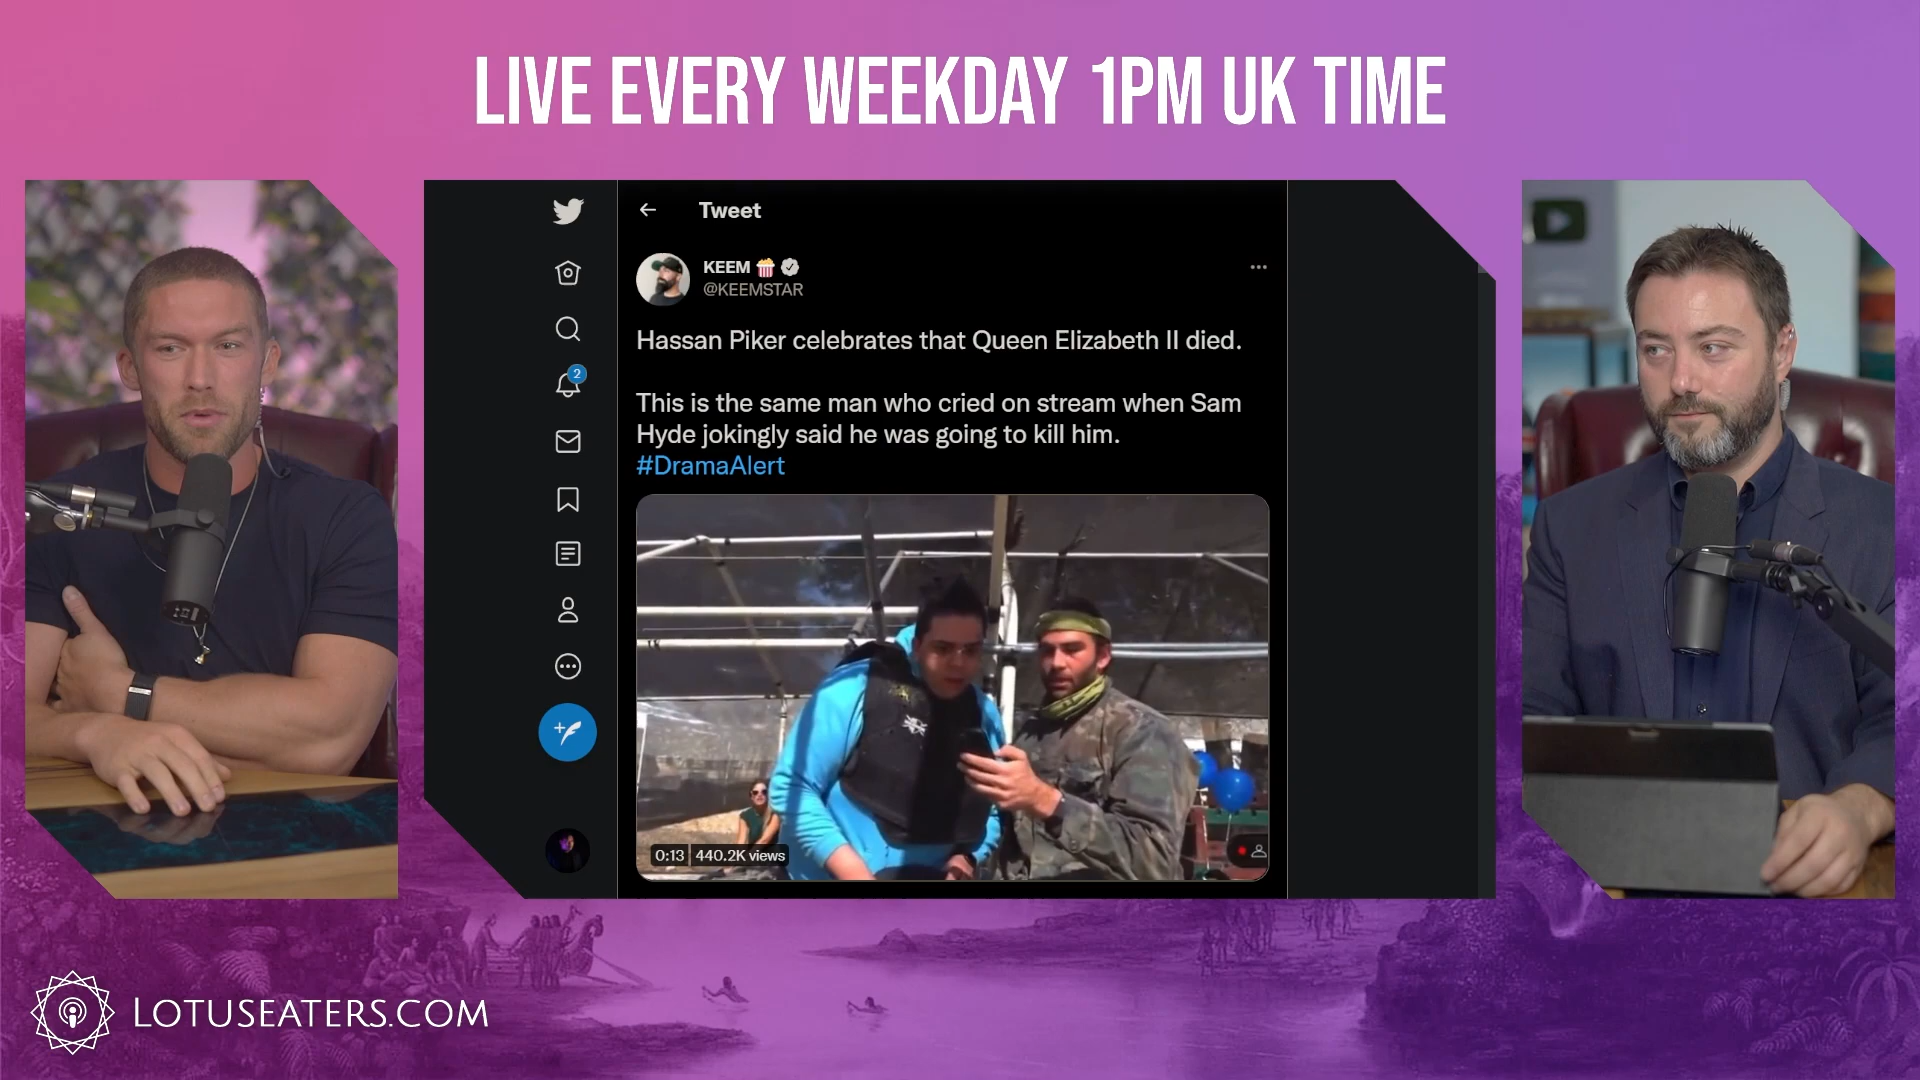 LIVE EVERY WEEKDAY 1PM UK TIME
Tweet
KEEM
@KEEMSTAR
Hassan Piker celebrates that Queen Elizabeth II died.
This is the same man who cried on stream when Sam
Hyde jokingly said he was going to kill him.
#DramaAlert
2
0:13 440.2K views
LOTUSEATERS.COM